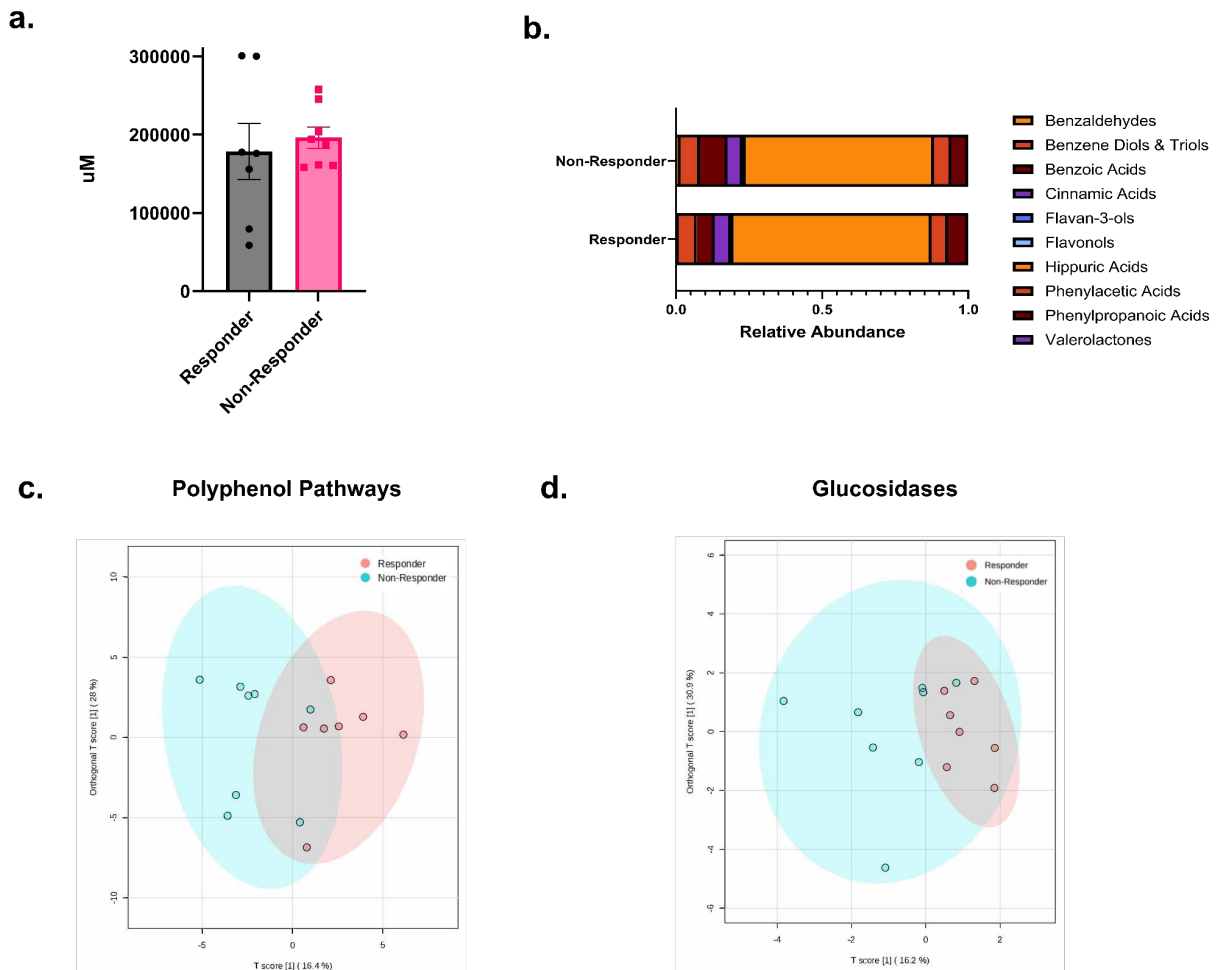 a.
300000
200000
100000
0
uM
Responder
Non-Responder
b.
Non-Responder
Responder
0.0
0.5
1.0
Relative Abundance
Benzaldehydes
Benzene Diols & Triols
Benzoic Acids
Cinnamic Acids
Flavan-3-ols
Flavonols
Hippuric Acids
Phenylacetic Acids
Phenylpropanoic Acids
Valerolactones
c.
Polyphenol Pathways
Responder
Non-Responder
10
5
0
-5
-10
Orthogonal T score [1] ( 28 %)
-5
0
5
T score [1] ( 16.4 %)
d.
Glucosidases
Responder
Non-Responder
6
4
2
0
-2
-4
-6
Orthogonal T score [1] ( 30.9 %)
-4
-2
0
2
T score [1] ( 16.2 %)